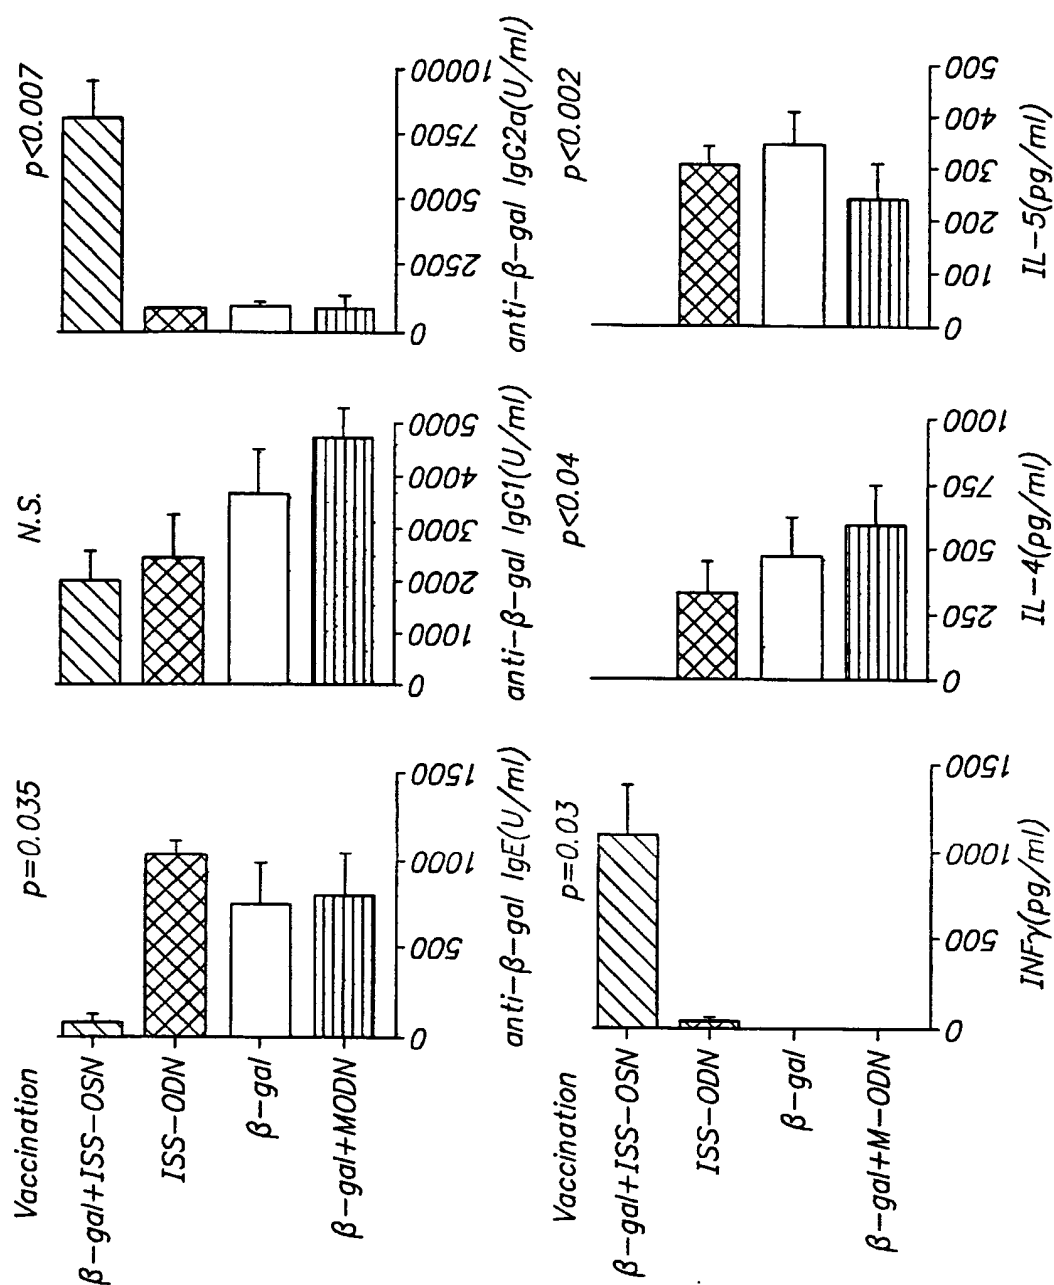 Vaccination
p=0.035
N.S.
p<0.007
β-gal+ISS-OSN
ISS-ODN
β-gal
β-gal+MODN
0 500 1000 1500
anti-β-gal IgE(U/ml)
0 1000 2000 3000 4000 5000
anti-β-gal IgG1(U/ml)
0 2500 5000 7500 10000
anti-β-gal IgG2a(U/ml)
Vaccination
p=0.03
p<0.04
p<0.002
β-gal+ISS-OSN
ISS-ODN
β-gal
β-gal+M-ODN
0 500 1000 1500
INFγ(pg/ml)
0 250 500 750 1000
IL-4(pg/ml)
0 100 200 300 400 500
IL-5(pg/ml)